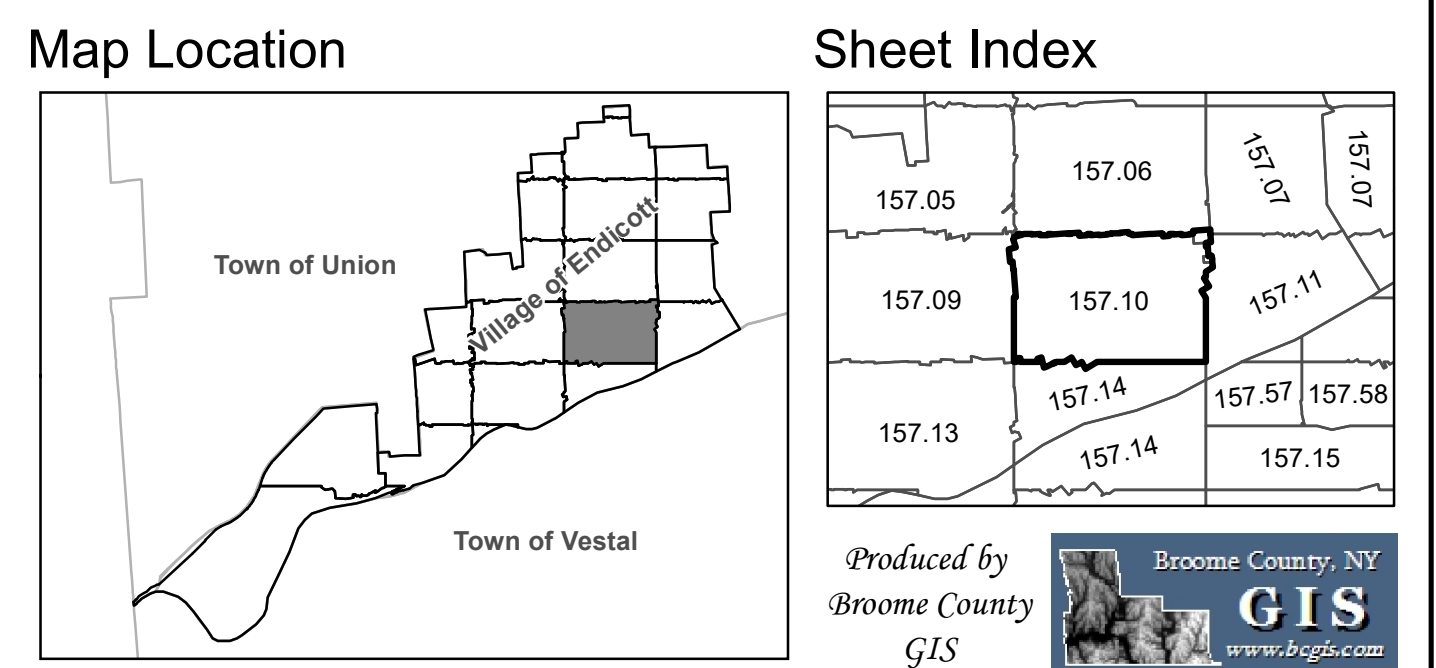 Map Location
Town of Union
Village of Endicott
Town of Vestal
Sheet Index
157.05
157.06
157.07
157.07
157.09
157.10
157.11
157.13
157.14
157.14
157.57
157.58
157.15
Produced by
Broome County
GIS
Broome County, NY
GIS
www.bcgis.com